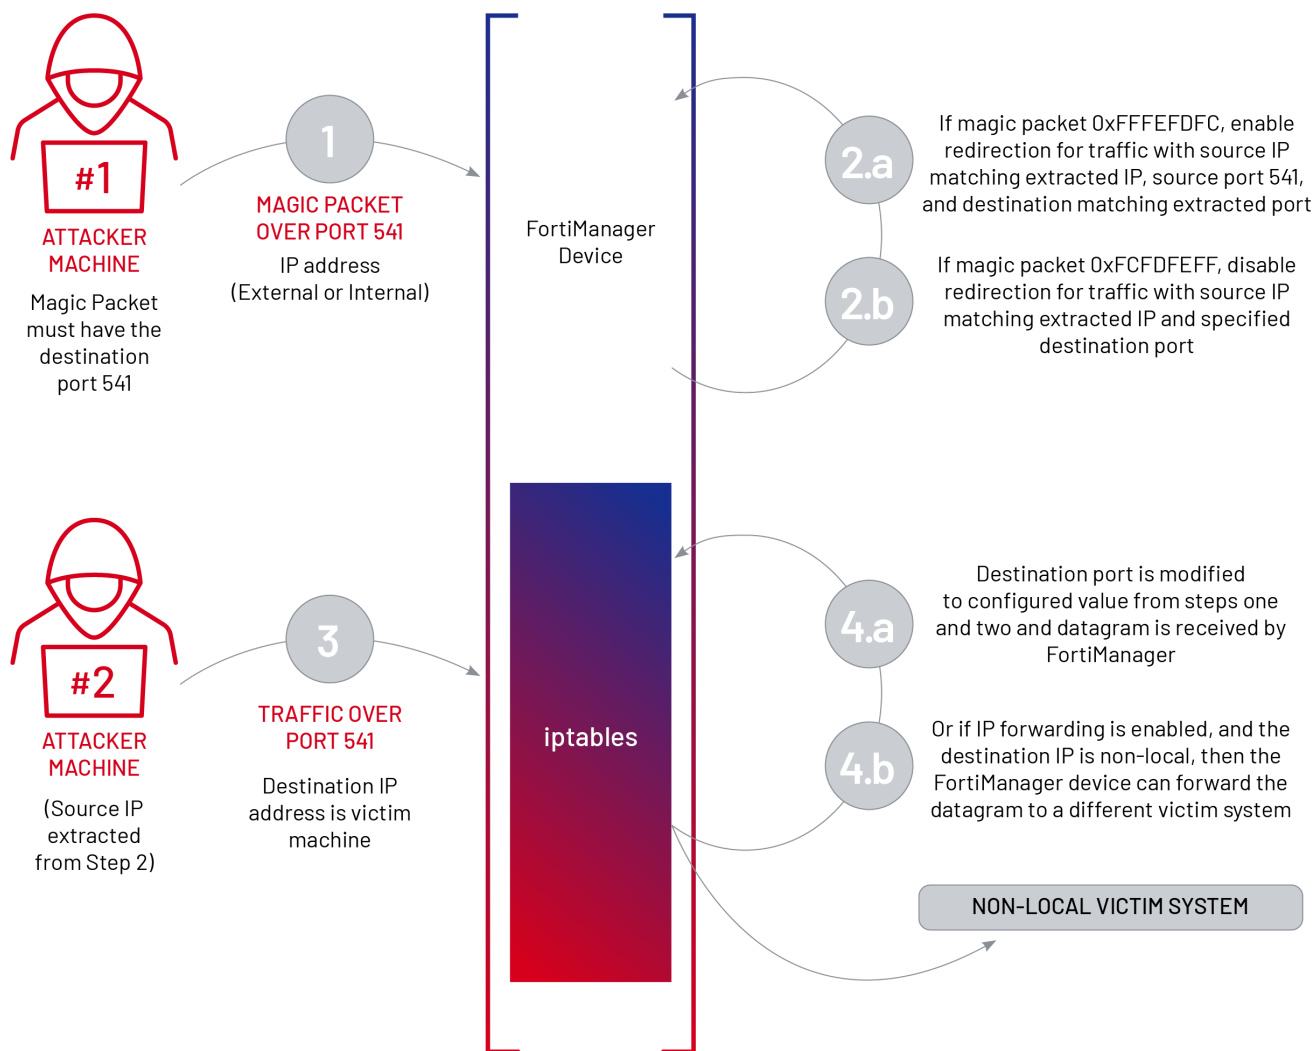 #1
ATTACKER
MACHINE
Magic Packet
must have the
destination
port 541
1
MAGIC PACKET
OVER PORT 541
IP address
(External or Internal)
FortiManager
Device
2.a
If magic packet 0xFFFEFDFC, enable
redirection for traffic with source IP
matching extracted IP, source port 541,
and destination matching extracted port
2.b
If magic packet 0xFCFDFEFF, disable
redirection for traffic with source IP
matching extracted IP and specified
destination port
#2
ATTACKER
MACHINE
(Source IP
extracted
from Step 2)
3
TRAFFIC OVER
PORT 541
Destination IP
address is victim
machine
iptables
4.a
Destination port is modified
to configured value from steps one
and two and datagram is received by
FortiManager
4.b
Or if IP forwarding is enabled, and the
destination IP is non-local, then the
FortiManager device can forward the
datagram to a different victim system
NON-LOCAL VICTIM SYSTEM